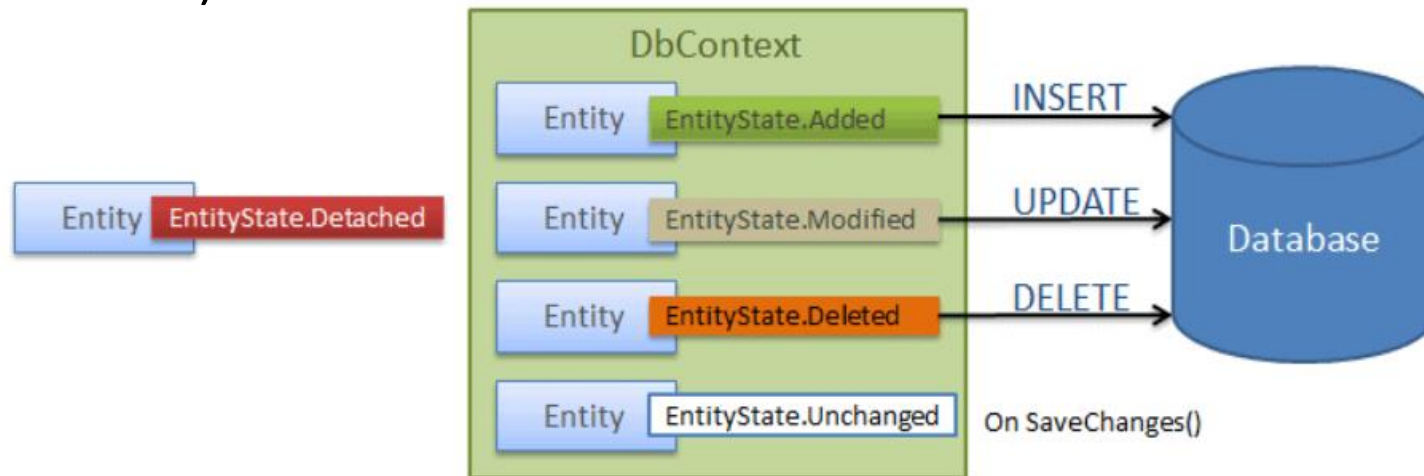 DbContext
Entity EntityState.Added
INSERT
Entity EntityState.Detached
Entity EntityState.Modified
UPDATE
Database
Entity EntityState.Deleted
DELETE
Entity EntityState.Unchanged
On SaveChanges()